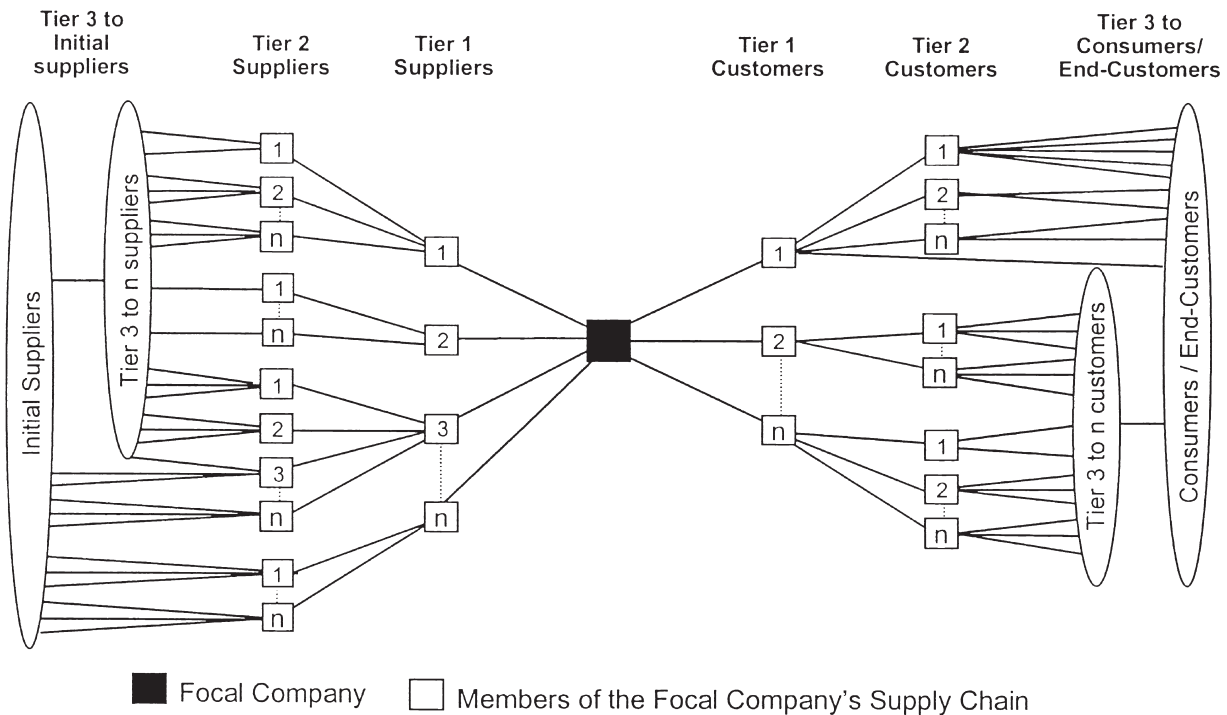 Tier 3 to
Initial
suppliers
Tier 2
Suppliers
Tier 1
Suppliers
Tier 1
Customers
Tier 2
Customers
Tier 3 to
Consumers/
End-Customers
Initial Suppliers
Tier 3 to n suppliers
1
2
n
1
n
1
2
3
n
1
n
1
2
3
n
1
2
n
1
2
n
1
n
1
2
n
Tier 3 to n customers
Consumers / End-Customers
Focal Company
Members of the Focal Company's Supply Chain